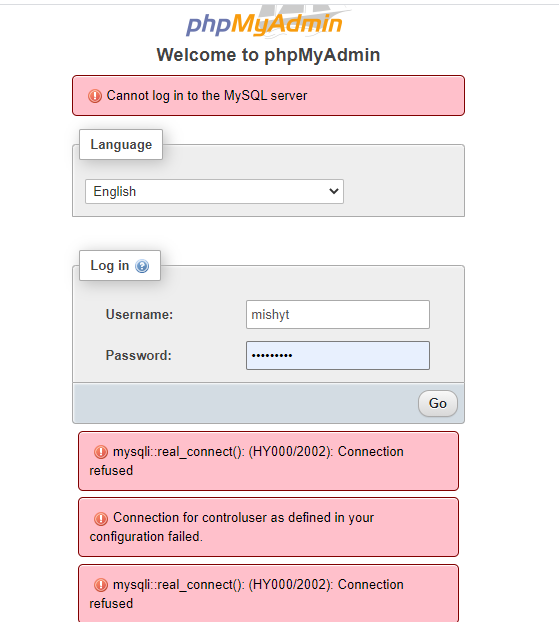 phpMyAdmin
Welcome to phpMyAdmin
Cannot log in to the MySQL server
Language
English
Log in
Username:
mishyt
Password:
•••••••••
Go
mysqli::real_connect(): (HY000/2002): Connection
refused
Connection for controluser as defined in your
configuration failed.
mysqli::real_connect(): (HY000/2002): Connection
refused